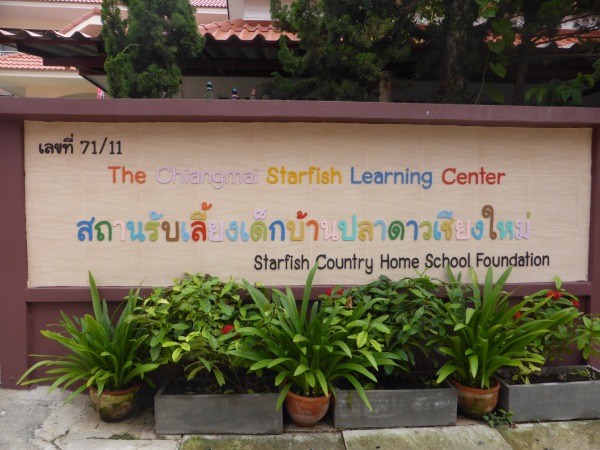 เลขที่ 71/11
The Chiangmai Starfish Learning Center
สถานรับเลี้ยงเด็กบ้านปลาดาวเชียงใหม่
Starfish Country Home School Foundation